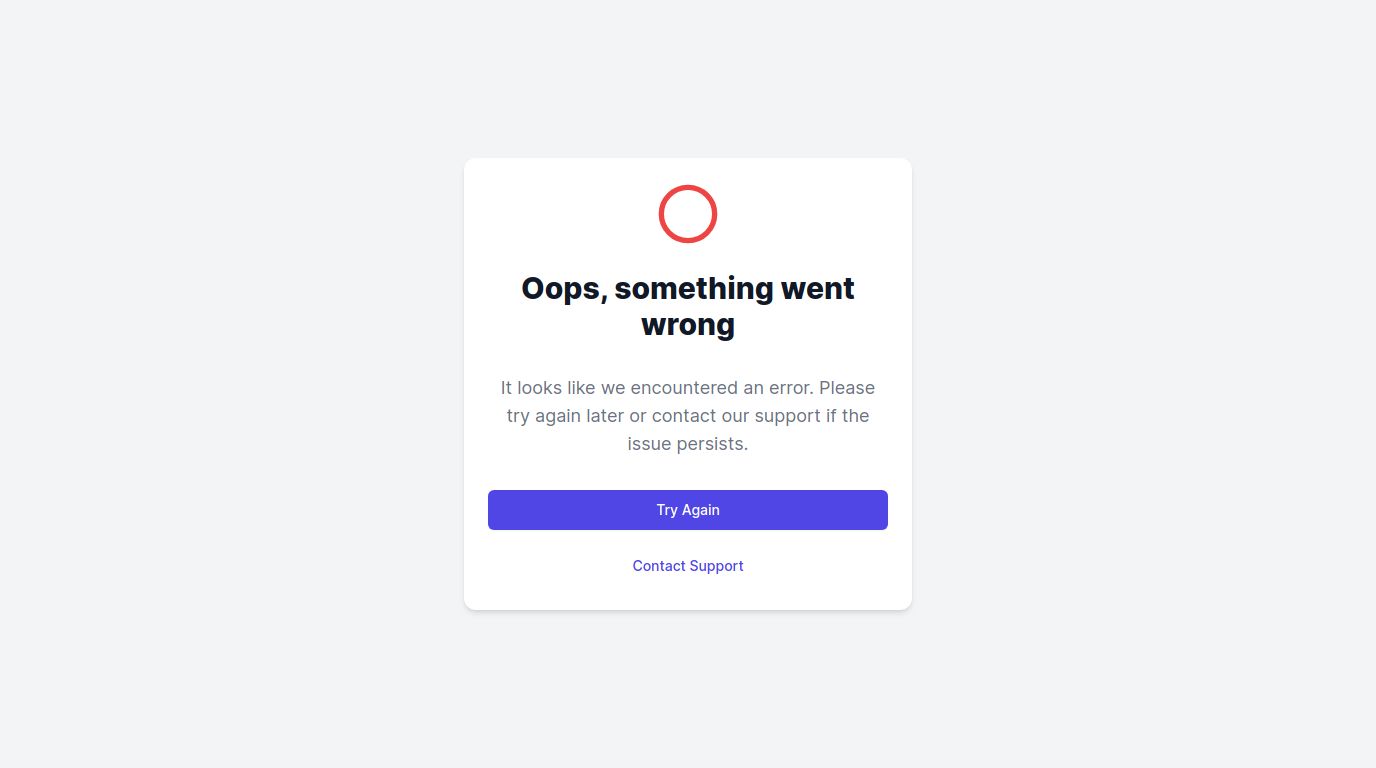 Oops, something went
wrong
It looks like we encountered an error. Please
try again later or contact our support if the
issue persists.
Try Again
Contact Support